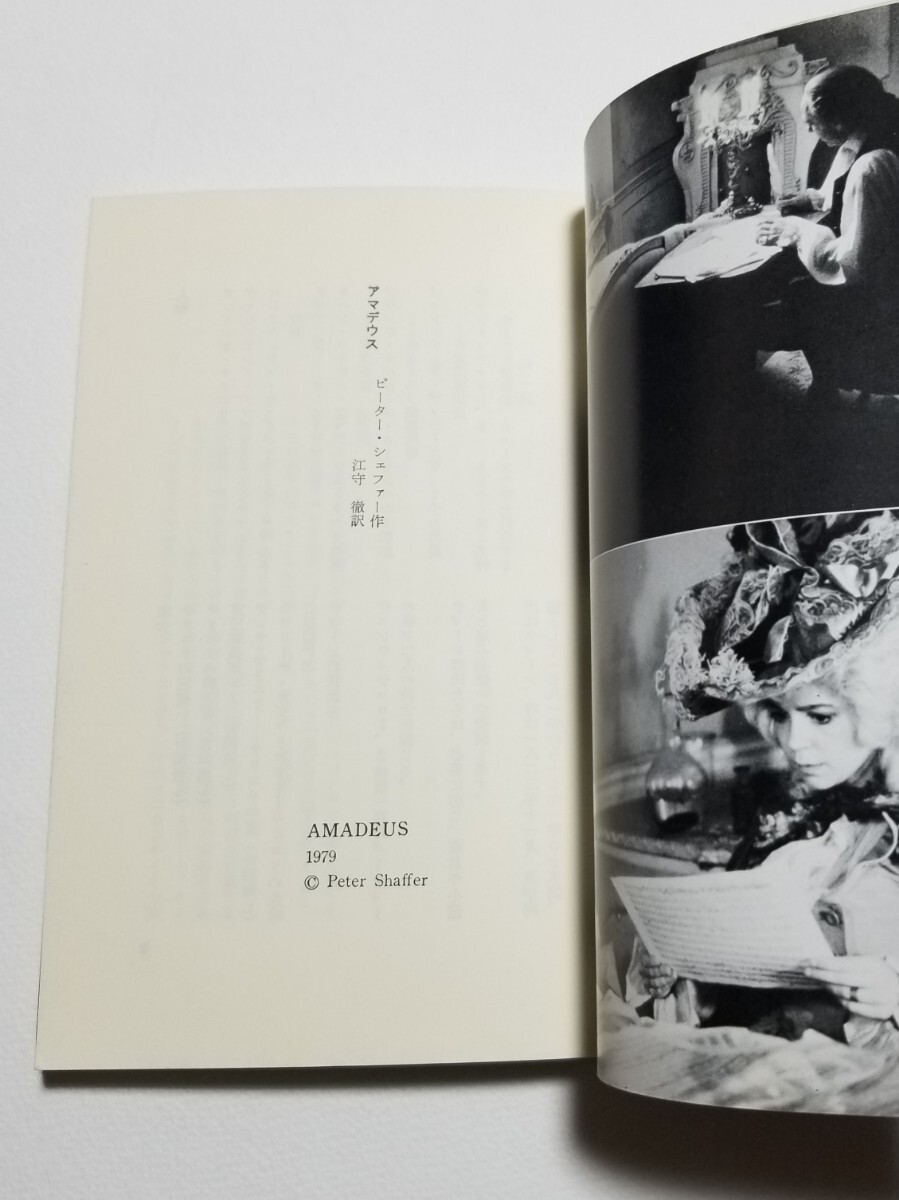 アマデウス
ピーター・シェファー作
江守 徹訳
AMADEUS
1979
© Peter Shaffer